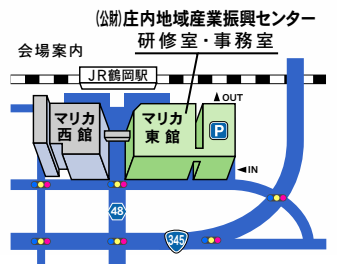 (公財)庄内地域産業振興センター
研修室・事務室
会場案内
JR鶴岡駅
OUT
マリカ
西館
マリカ
東館
P
IN
48
345